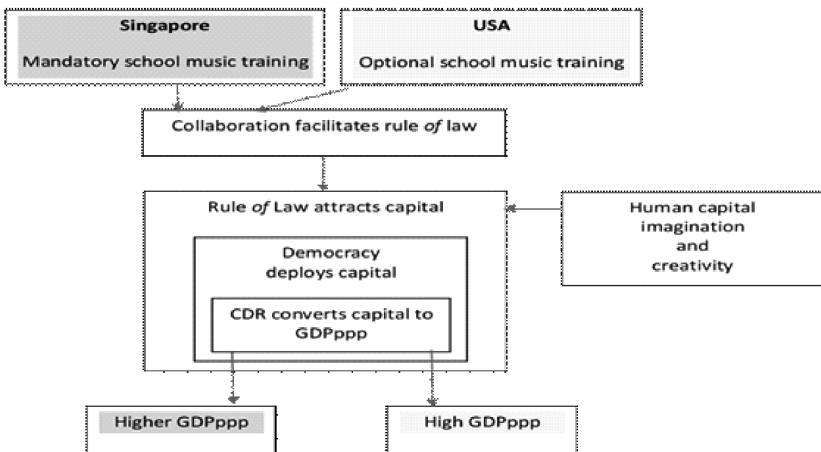 Singapore
Mandatory school music training
USA
Optional school music training
Collaboration facilitates rule of law
Rule of Law attracts capital
Human capital
imagination
and
creativity
Democracy
deploys capital
CDR converts capital to
GDPppp
Higher GDPppp
High GDPppp